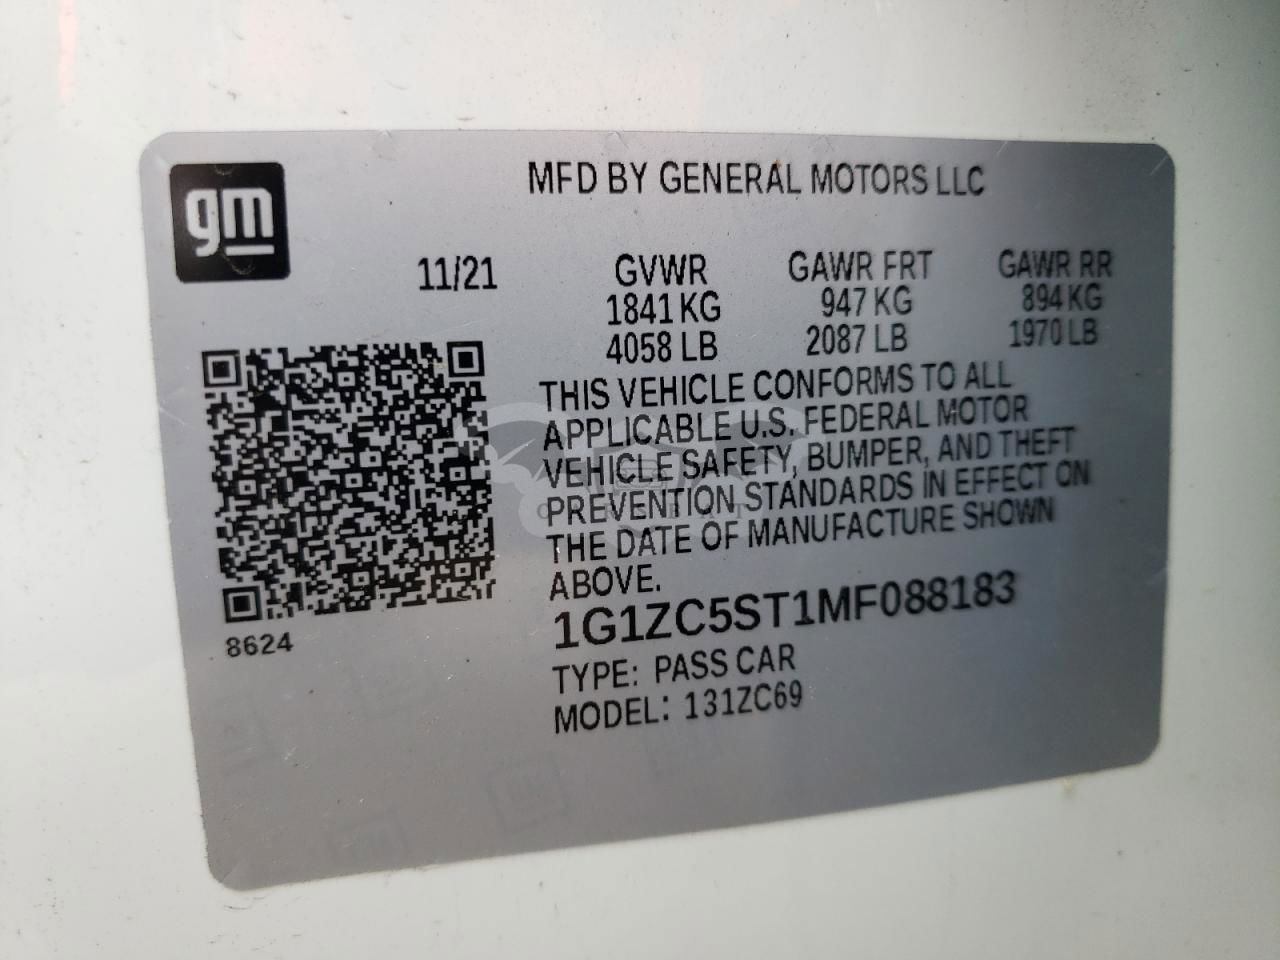 gm
MFD BY GENERAL MOTORS LLC
11/21
GVWR GAWR FRT GAWR RR
1841 KG 947 KG 894 KG
4058 LB 2087 LB 1970 LB
THIS VEHICLE CONFORMS TO ALL
APPLICABLE U.S. FEDERAL MOTOR
VEHICLE SAFETY, BUMPER, AND THEFT
PREVENTION STANDARDS IN EFFECT ON
THE DATE OF MANUFACTURE SHOWN
ABOVE.
1G1ZC5ST1MF088183
8624
TYPE: PASS CAR
MODEL: 131ZC69